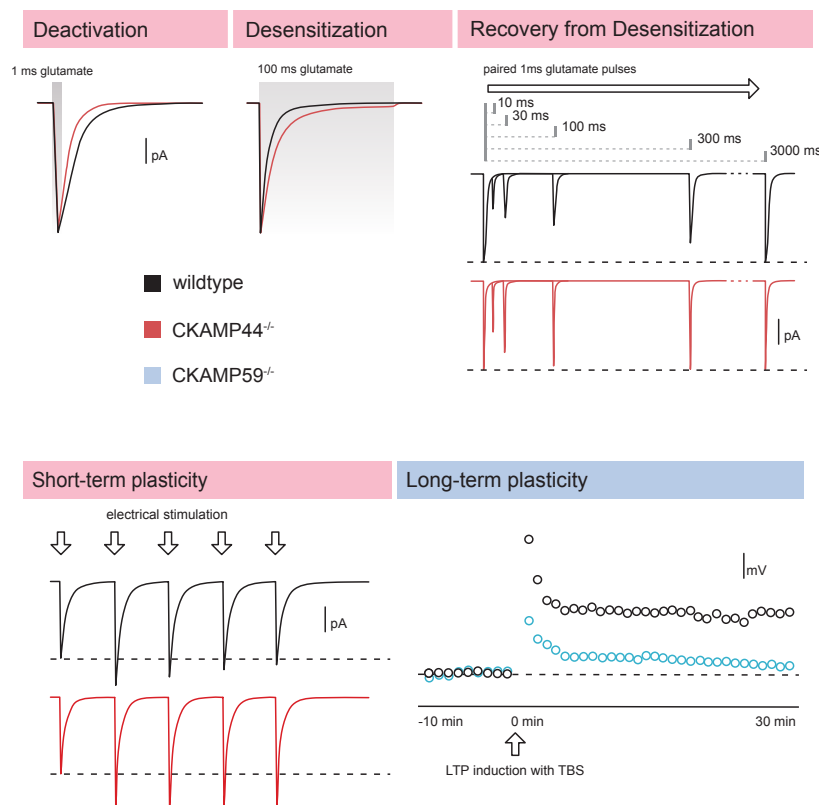 Deactivation
Desensitization
Recovery from Desensitization
1 ms glutamate
100 ms glutamate
paired 1ms glutamate pulses
10 ms
30 ms
100 ms
300 ms
3000 ms
pA
wildtype
CKAMP44-/-
CKAMP59-/-
pA
Short-term plasticity
Long-term plasticity
electrical stimulation
mV
pA
-10 min
0 min
30 min
LTP induction with TBS